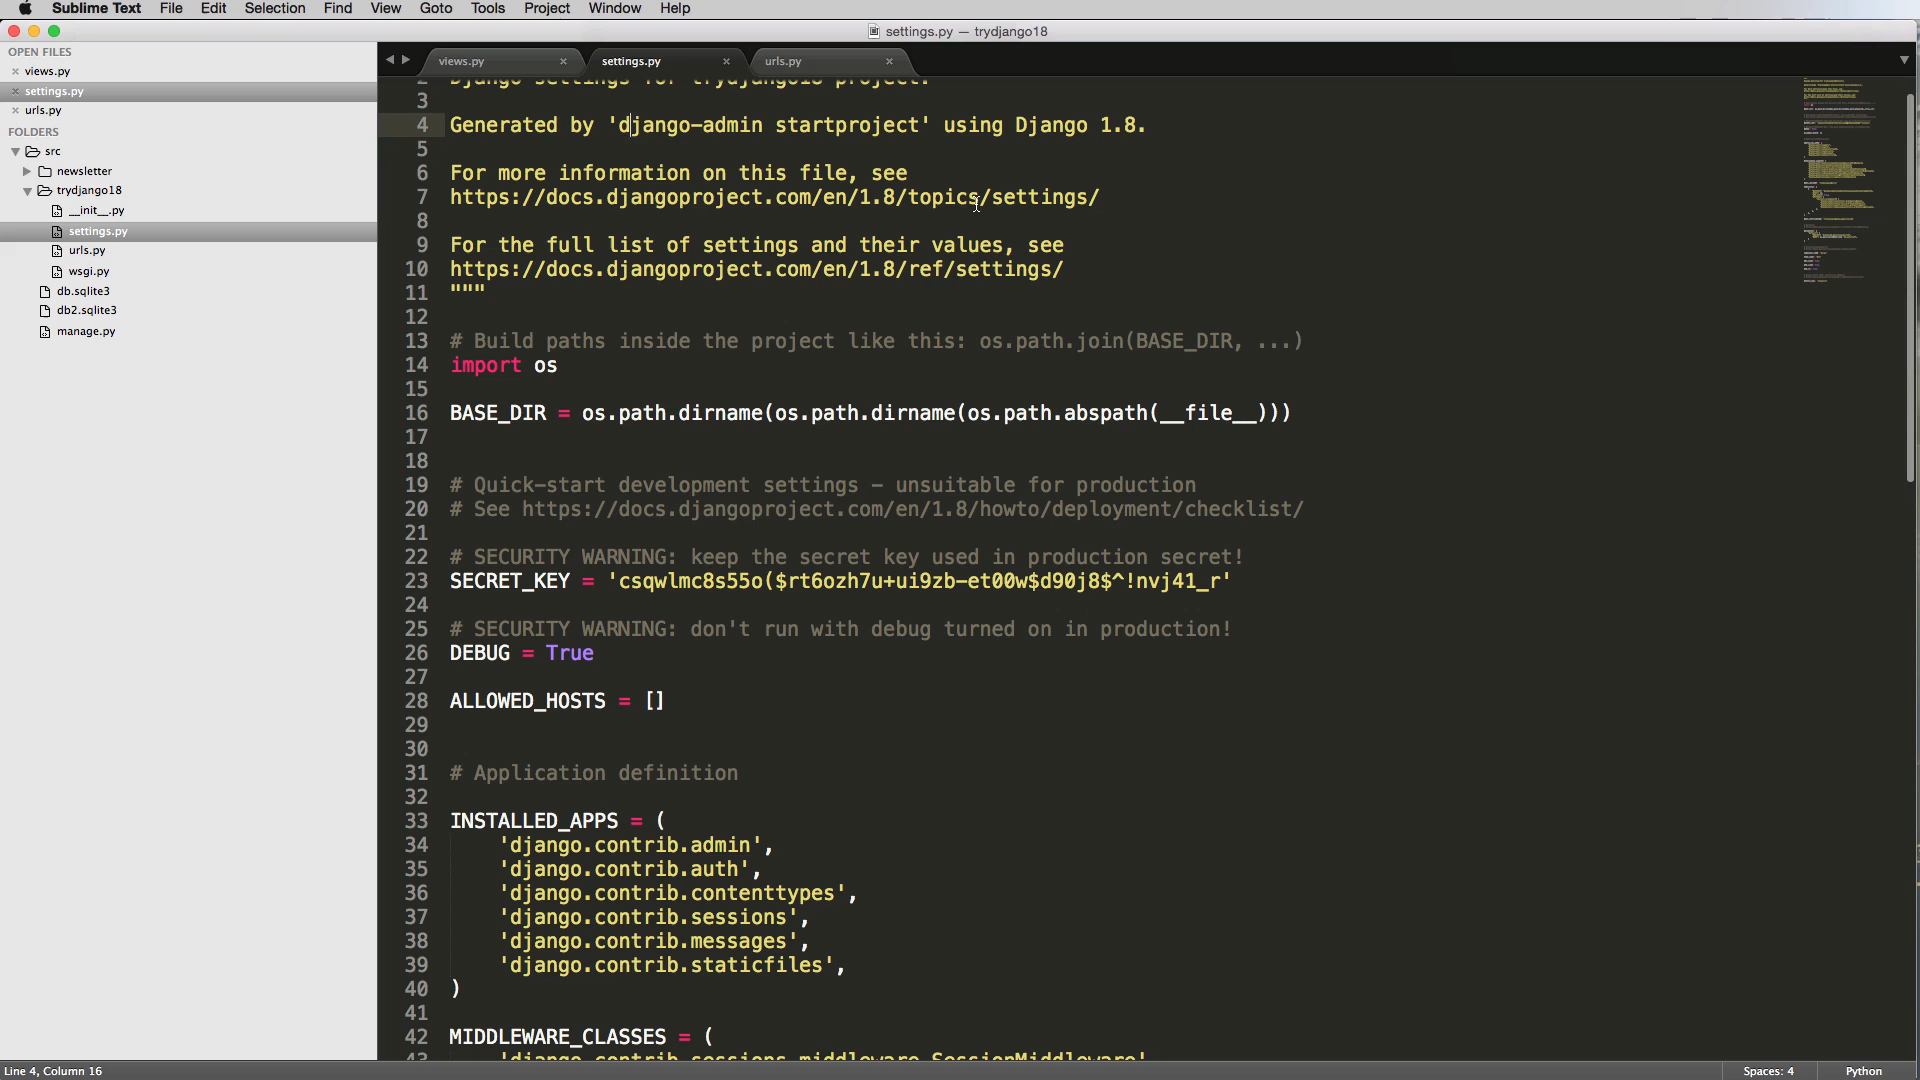 Sublime Text File Edit Selection Find View Goto Tools Project Window Help
settings.py — trydjango18
OPEN FILES
views.py
settings.py
urls.py
FOLDERS
src
newsletter
trydjango18
__init__.py
settings.py
urls.py
wsgi.py
db.sqlite3
db2.sqlite3
manage.py
views.py settings.py urls.py
2 Django settings for trydjango18 project.
3
4 Generated by 'django-admin startproject' using Django 1.8.
5
6 For more information on this file, see
7 https://docs.djangoproject.com/en/1.8/topics/settings/
8
9 For the full list of settings and their values, see
10 https://docs.djangoproject.com/en/1.8/ref/settings/
11 """
12
13 # Build paths inside the project like this: os.path.join(BASE_DIR, ...)
14 import os
15
16 BASE_DIR = os.path.dirname(os.path.dirname(os.path.abspath(__file__)))
17
18
19 # Quick-start development settings - unsuitable for production
20 # See https://docs.djangoproject.com/en/1.8/howto/deployment/checklist/
21
22 # SECURITY WARNING: keep the secret key used in production secret!
23 SECRET_KEY = 'csqwlmc8s55o($rt6ozh7u+ui9zb-et00w$d90j8$^!nvj41_r'
24
25 # SECURITY WARNING: don't run with debug turned on in production!
26 DEBUG = True
27
28 ALLOWED_HOSTS = []
29
30
31 # Application definition
32
33 INSTALLED_APPS = (
34 'django.contrib.admin',
35 'django.contrib.auth',
36 'django.contrib.contenttypes',
37 'django.contrib.sessions',
38 'django.contrib.messages',
39 'django.contrib.staticfiles',
40 )
41
42 MIDDLEWARE_CLASSES = (
43 'django.contrib.sessions.middleware.SessionMiddleware'
Line 4, Column 16
Spaces: 4 Python